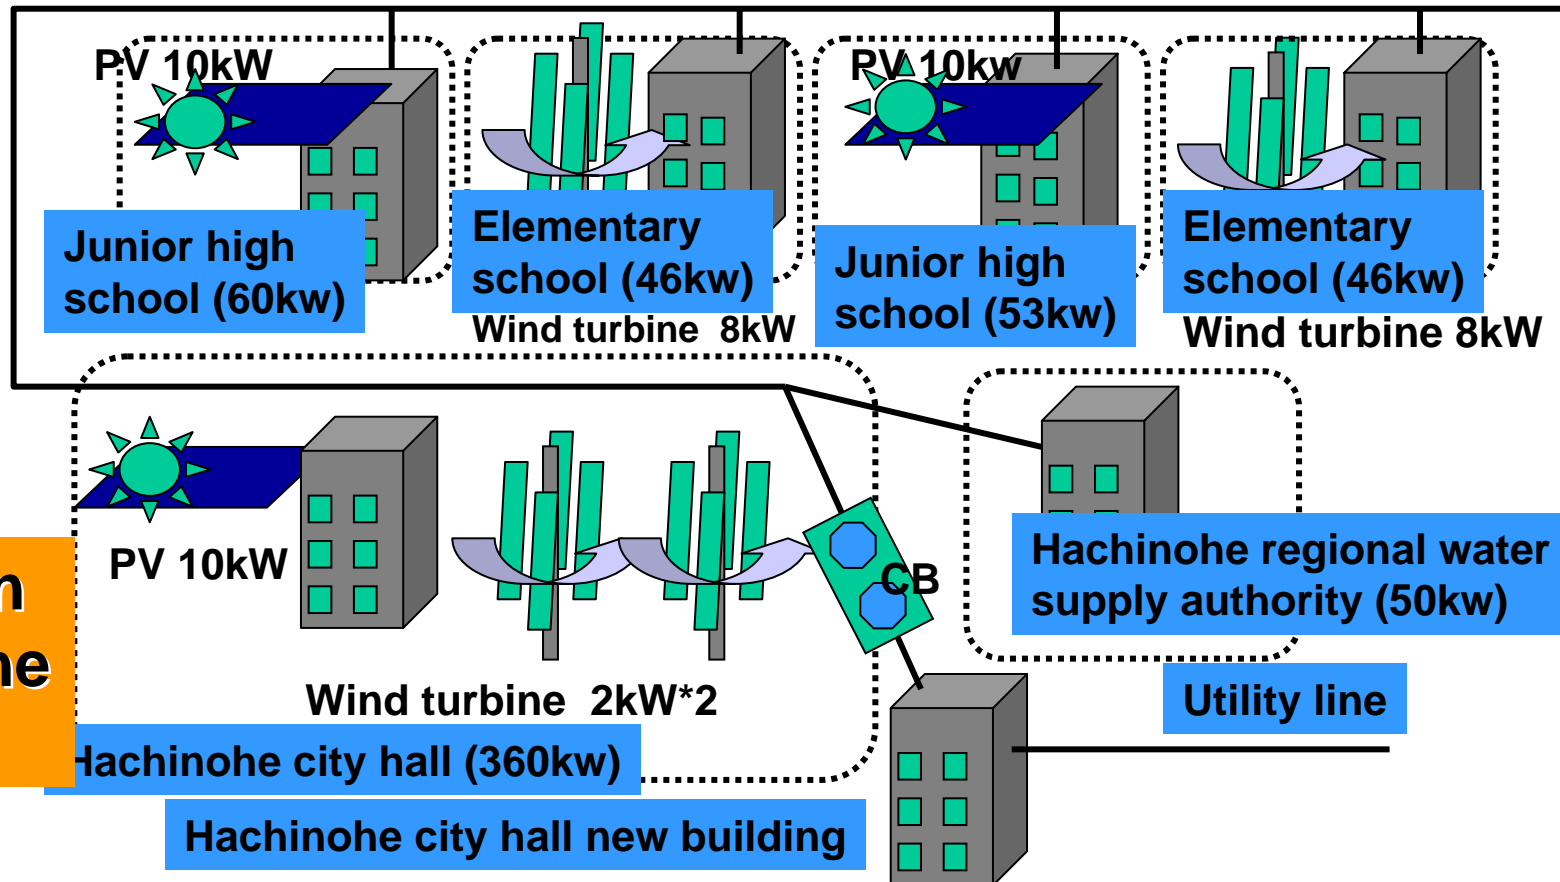 PV 10kW
PV 10kw
Junior high
school (60kw)
Elementary
school (46kw)
Wind turbine 8kW
Junior high
school (53kw)
Elementary
school (46kw)
Wind turbine 8kW
PV 10kW
CB
Hachinohe regional water
supply authority (50kw)
Wind turbine 2kW*2
Utility line
Hachinohe city hall (360kw)
Hachinohe city hall new building